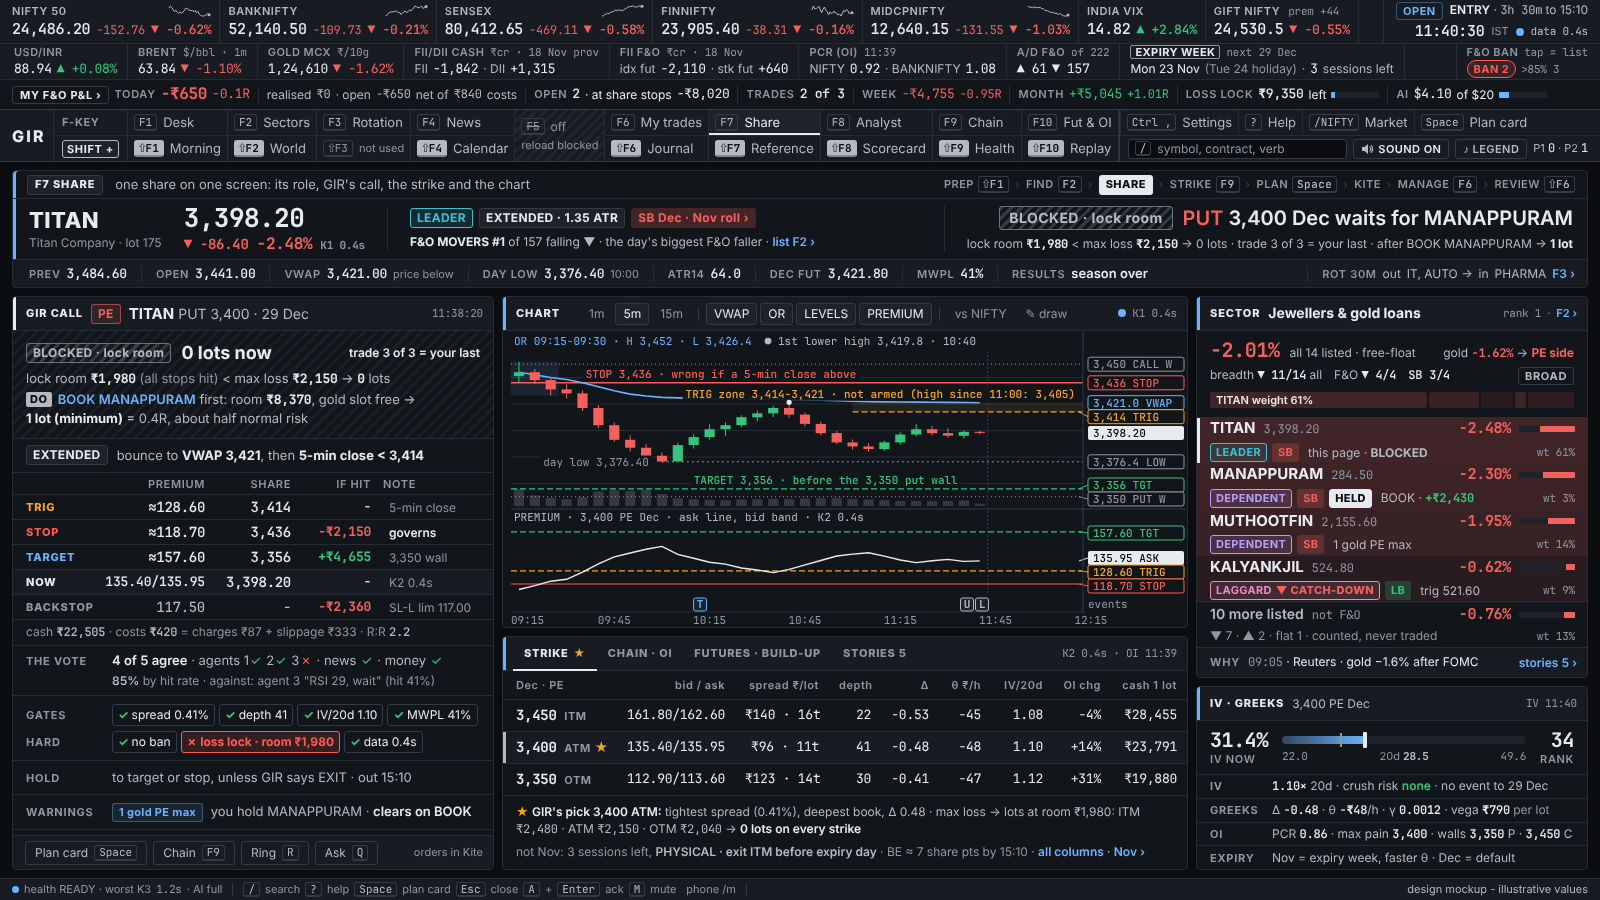 NIFTY 50 BANKNIFTY SENSEX FINNIFTY MIDCPNIFTY INDIA VIX GIFT NIFTY prem +44 OPEN ENTRY · 3h 30m to 15:10
24,486.20 -152.76 ▼ -0.62% 52,140.50 -109.73 ▼ -0.21% 80,412.65 -469.11 ▼ -0.58% 23,905.40 -38.31 ▼ -0.16% 12,640.15 -131.55 ▼ -1.03% 14.82 ▲ +2.84% 24,530.5 ▼ -0.55% 11:40:30 IST ● data 0.4s
USD/INR BRENT $/bbl · 1m GOLD MCX ₹/10g FII/DII CASH ₹cr · 18 Nov prov FII F&O ₹cr · 18 Nov PCR (OI) 11:39 A/D F&O of 222 EXPIRY WEEK next 29 Dec F&O BAN tap = list
88.94 ▲ +0.08% 63.84 ▼ -1.10% 1,24,610 ▼ -1.62% FII -1,842 · DII +1,315 idx fut -2,110 · stk fut +640 NIFTY 0.92 · BANKNIFTY 1.08 ▲ 61 ▼ 157 Mon 23 Nov (Tue 24 holiday) · 3 sessions left BAN 2 >85% 3
MY F&O P&L › TODAY -₹650 -0.1R realised ₹0 · open -₹650 net of ₹840 costs OPEN 2 · at share stops -₹8,020 TRADES 2 of 3 WEEK -₹4,755 -0.95R MONTH +₹5,045 +1.01R LOSS LOCK ₹9,350 left AI $4.10 of $20
GIR F-KEY F1 Desk F2 Sectors F3 Rotation F4 News F5 off F6 My trades F7 Share F8 Analyst F9 Chain F10 Fut & OI Ctrl , Settings ? Help /NIFTY Market Space Plan card
SHIFT + ⇧F1 Morning ⇧F2 World ⇧F3 not used ⇧F4 Calendar reload blocked ⇧F6 Journal ⇧F7 Reference ⇧F8 Scorecard ⇧F9 Health ⇧F10 Replay / symbol, contract, verb SOUND ON ♪ LEGEND P1 0 · P2 1
F7 SHARE one share on one screen: its role, GIR's call, the strike and the chart PREP ⇧F1 › FIND F2 › SHARE › STRIKE F9 › PLAN Space › KITE › MANAGE F6 › REVIEW ⇧F6
TITAN 3,398.20 LEADER EXTENDED · 1.35 ATR SB Dec · Nov roll › BLOCKED · lock room PUT 3,400 Dec waits for MANAPPURAM
Titan Company · lot 175 ▼ -86.40 -2.48% K1 0.4s F&O MOVERS #1 of 157 falling ▼ · the day's biggest F&O faller · list F2 › lock room ₹1,980 < max loss ₹2,150 → 0 lots · trade 3 of 3 = your last · after BOOK MANAPPURAM → 1 lot
PREV 3,484.60 OPEN 3,441.00 VWAP 3,421.00 price below DAY LOW 3,376.40 10:00 ATR14 64.0 DEC FUT 3,421.80 MWPL 41% RESULTS season over ROT 30M out IT, AUTO → in PHARMA F3 ›
GIR CALL PE TITAN PUT 3,400 · 29 Dec 11:38:20
BLOCKED · lock room 0 lots now trade 3 of 3 = your last
lock room ₹1,980 (all stops hit) < max loss ₹2,150 → 0 lots
DO BOOK MANAPPURAM first: room ₹8,370, gold slot free →
1 lot (minimum) = 0.4R, about half normal risk
EXTENDED bounce to VWAP 3,421, then 5-min close < 3,414
PREMIUM SHARE IF HIT NOTE
TRIG ≈128.60 3,414 - 5-min close
STOP ≈118.70 3,436 -₹2,150 governs
TARGET ≈157.60 3,356 +₹4,655 3,350 wall
NOW 135.40/135.95 3,398.20 - K2 0.4s
BACKSTOP 117.50 - -₹2,360 SL-L lim 117.00
cash ₹22,505 · costs ₹420 = charges ₹87 + slippage ₹333 · R:R 2.2
THE VOTE 4 of 5 agree · agents 1 ✓ 2 ✓ 3 × · news ✓ · money ✓
85% by hit rate · against: agent 3 "RSI 29, wait" (hit 41%)
GATES ✓ spread 0.41% ✓ depth 41 ✓ IV/20d 1.10 ✓ MWPL 41%
HARD ✓ no ban × loss lock · room ₹1,980 ✓ data 0.4s
HOLD to target or stop, unless GIR says EXIT · out 15:10
WARNINGS 1 gold PE max you hold MANAPPURAM · clears on BOOK
Plan card Space Chain F9 Ring R Ask Q orders in Kite
CHART 1m 5m 15m VWAP OR LEVELS PREMIUM vs NIFTY ✎ draw ● K1 0.4s
OR 09:15-09:30 · H 3,452 · L 3,426.4 ● 1st lower high 3,419.8 · 10:40
3,450 CALL W
STOP 3,436 · wrong if a 5-min close above
3,436 STOP
TRIG zone 3,414-3,421 · not armed (high since 11:00: 3,405)
3,421.0 VWAP
3,414 TRIG
3,398.20
day low 3,376.40
3,376.4 LOW
TARGET 3,356 · before the 3,350 put wall
3,356 TGT
3,350 PUT W
PREMIUM · 3,400 PE Dec · ask line, bid band · K2 0.4s
157.60 TGT
135.95 ASK
128.60 TRIG
118.70 STOP
T U L events
09:15 09:45 10:15 10:45 11:15 11:45 12:15
STRIKE ★ CHAIN · OI FUTURES · BUILD-UP STORIES 5 K2 0.4s · OI 11:39
Dec · PE bid / ask spread ₹/lot depth Δ θ ₹/h IV/20d OI chg cash 1 lot
3,450 ITM 161.80/162.60 ₹140 · 16t 22 -0.53 -45 1.08 -4% ₹28,455
3,400 ATM ★ 135.40/135.95 ₹96 · 11t 41 -0.48 -48 1.10 +14% ₹23,791
3,350 OTM 112.90/113.60 ₹123 · 14t 30 -0.41 -47 1.12 +31% ₹19,880
★ GIR's pick 3,400 ATM: tightest spread (0.41%), deepest book, Δ 0.48 · max loss → lots at room ₹1,980: ITM
₹2,480 · ATM ₹2,150 · OTM ₹2,040 → 0 lots on every strike
not Nov: 3 sessions left, PHYSICAL · exit ITM before expiry day · BE ≈ 7 share pts by 15:10 · all columns · Nov ›
SECTOR Jewellers & gold loans rank 1 · F2 ›
-2.01% all 14 listed · free-float gold -1.62% → PE side
breadth ▼ 11/14 all F&O ▼ 4/4 SB 3/4 BROAD
TITAN weight 61%
TITAN 3,398.20 -2.48%
LEADER SB this page · BLOCKED wt 61%
MANAPPURAM 284.50 -2.30%
DEPENDENT SB HELD BOOK · +₹2,430 wt 3%
MUTHOOTFIN 2,155.60 -1.95%
DEPENDENT SB 1 gold PE max wt 14%
KALYANKJIL 524.80 -0.62%
LAGGARD ▼ CATCH-DOWN LB trig 521.60 wt 9%
10 more listed not F&O -0.76%
▼ 7 · ▲ 2 · flat 1 · counted, never traded wt 13%
WHY 09:05 · Reuters · gold −1.6% after FOMC stories 5 ›
IV · GREEKS 3,400 PE Dec IV 11:40
31.4% 34
IV NOW 22.0 20d 28.5 49.6 RANK
IV 1.10× 20d · crush risk none · no event to 29 Dec
GREEKS Δ -0.48 · θ -₹48/h · γ 0.0012 · vega ₹790 per lot
OI PCR 0.86 · max pain 3,400 · walls 3,350 P · 3,450 C
EXPIRY Nov = expiry week, faster θ · Dec = default
● health READY · worst K3 1.2s · AI full / search ? help Space plan card Esc close A + Enter ack M mute phone /m design mockup - illustrative values